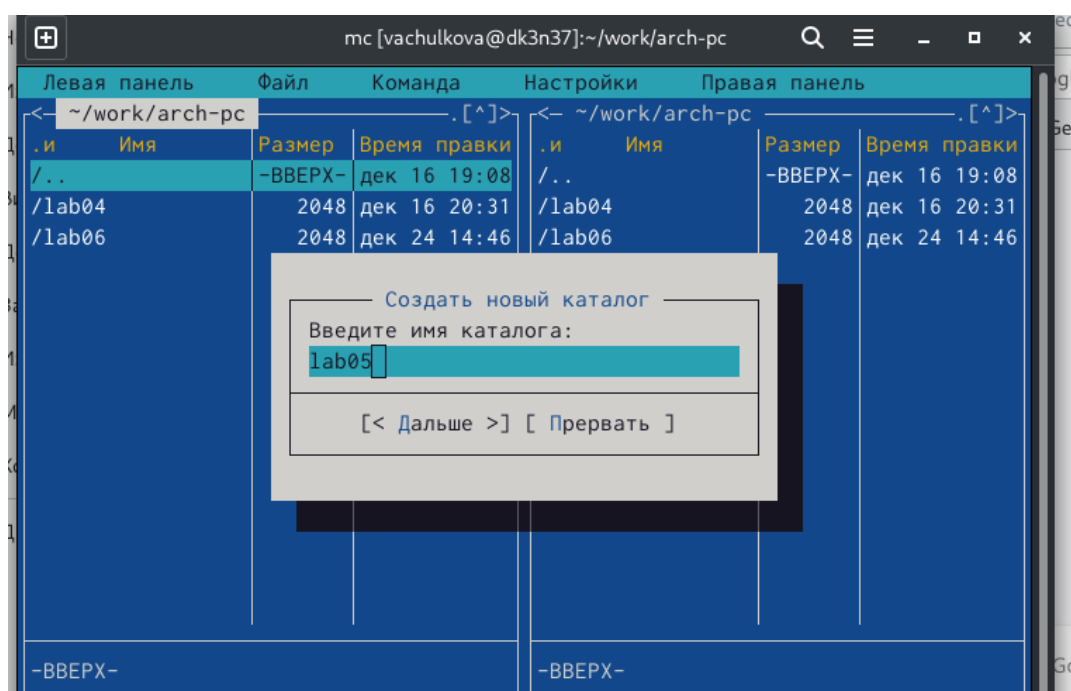 mc [vachulkova@dk3n37]:~/work/arch-pc
Левая панель Файл Команда Настройки Правая панель
<— ~/work/arch-pc .[^]> <— ~/work/arch-pc .[^]>
.и Имя Размер Время правки .и Имя Размер Время правки
/.. -ВВЕРХ- дек 16 19:08 /.. -ВВЕРХ- дек 16 19:08
/lab04 2048 дек 16 20:31 /lab04 2048 дек 16 20:31
/lab06 2048 дек 24 14:46 /lab06 2048 дек 24 14:46
Создать новый каталог
Введите имя каталога:
lab05
[< Дальше >] [ Прервать ]
-ВВЕРХ- -ВВЕРХ-